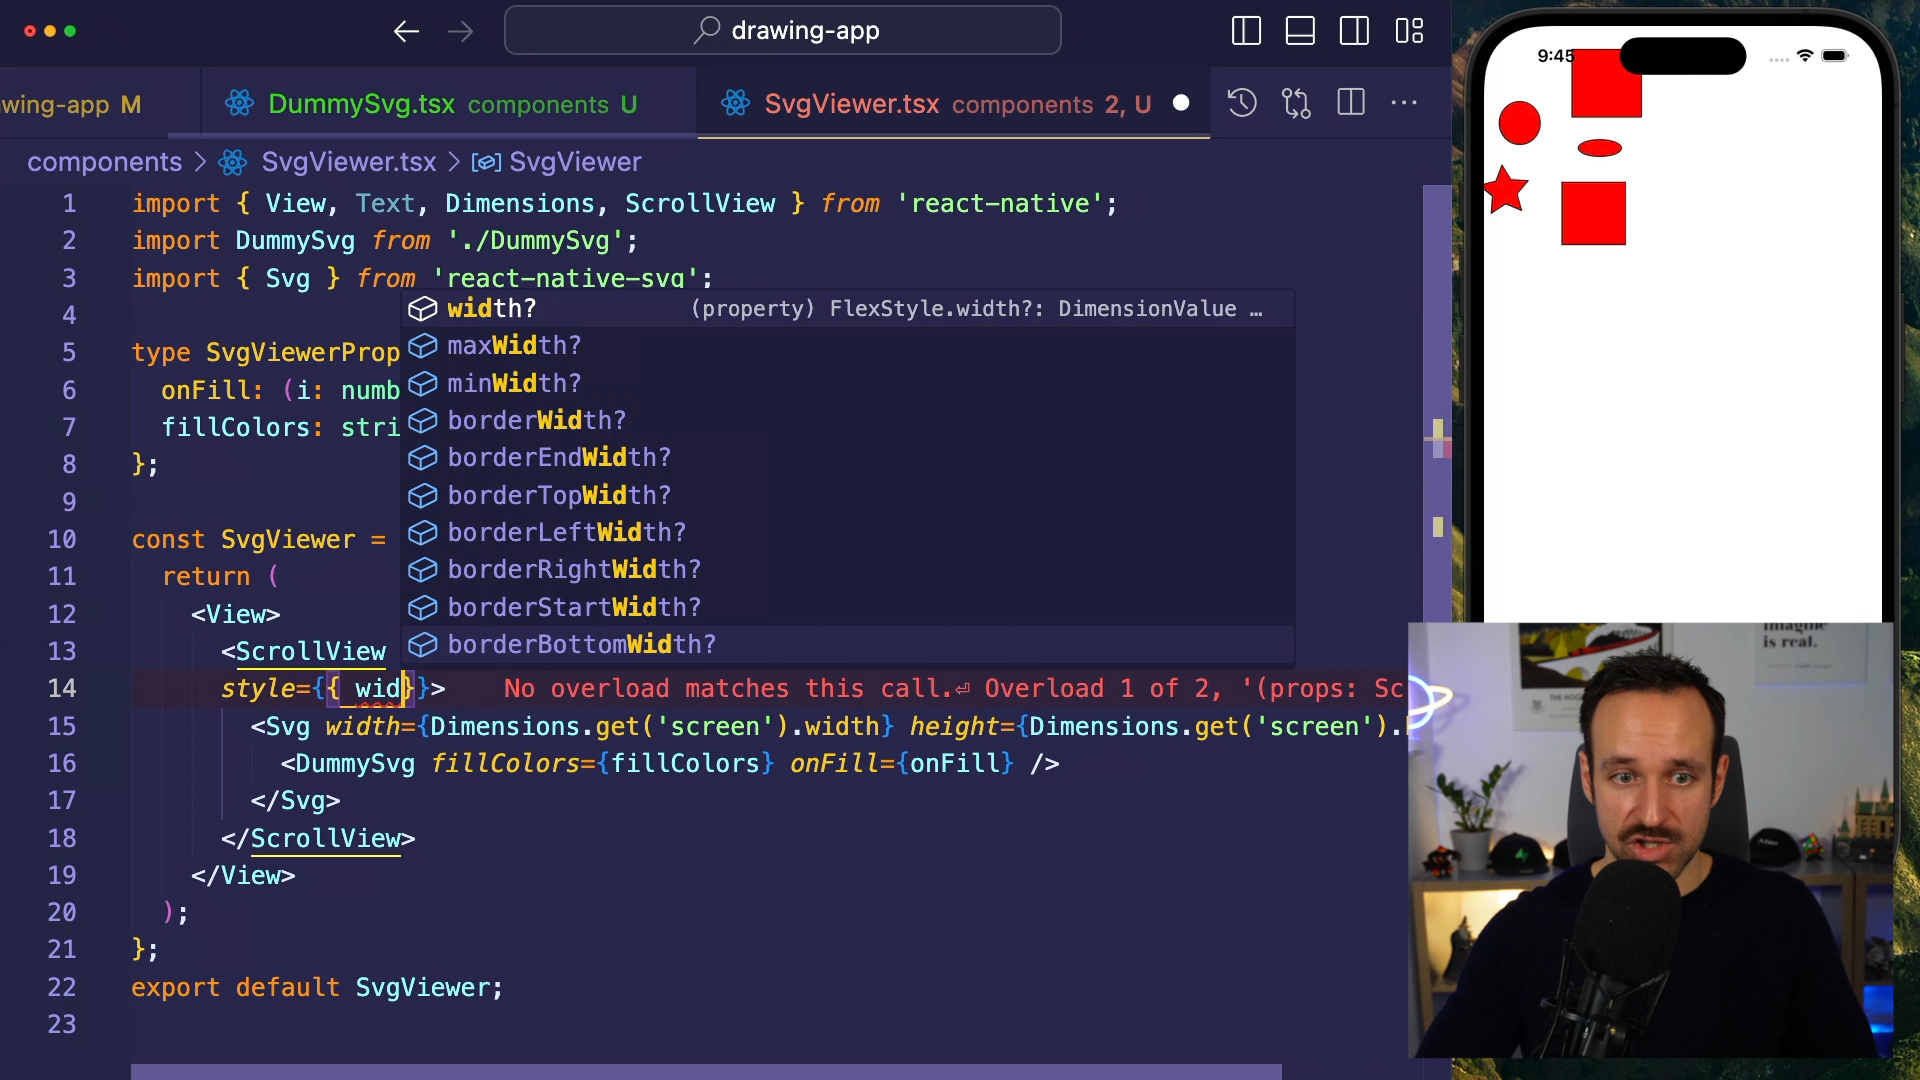 drawing-app
wing-app M
DummySvg.tsx components U
SvgViewer.tsx components 2, U
components > SvgViewer.tsx > SvgViewer
1 import { View, Text, Dimensions, ScrollView } from 'react-native';
2 import DummySvg from './DummySvg';
3 import { Svg } from 'react-native-svg';
4
5 type SvgViewerProp
6 onFill: (i: numb
7 fillColors: stri
8 };
9
10 const SvgViewer =
11 return (
12 <View>
13 <ScrollView
14 style={{ wid}}> No overload matches this call.⏎ Overload 1 of 2, '(props: Sc
15 <Svg width={Dimensions.get('screen').width} height={Dimensions.get('screen').
16 <DummySvg fillColors={fillColors} onFill={onFill} />
17 </Svg>
18 </ScrollView>
19 </View>
20 );
21 };
22 export default SvgViewer;
23
width? (property) FlexStyle.width?: DimensionValue …
maxWidth?
minWidth?
borderWidth?
borderEndWidth?
borderTopWidth?
borderLeftWidth?
borderRightWidth?
borderStartWidth?
borderBottomWidth?
9:45
imagine
is real.